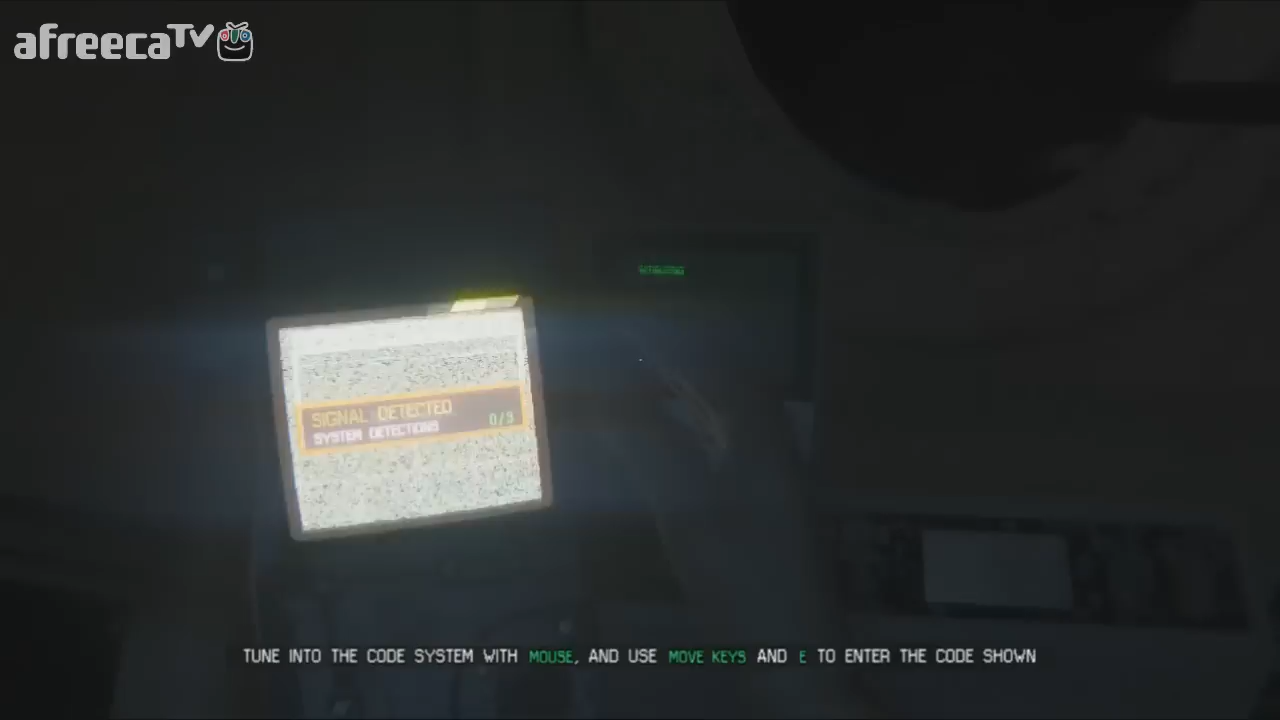 afreecaTV
SIGNAL DETECTED
SYSTEM DETECTIONS
0/3
TUNE INTO THE CODE SYSTEM WITH MOUSE, AND USE MOVE KEYS AND E TO ENTER THE CODE SHOWN